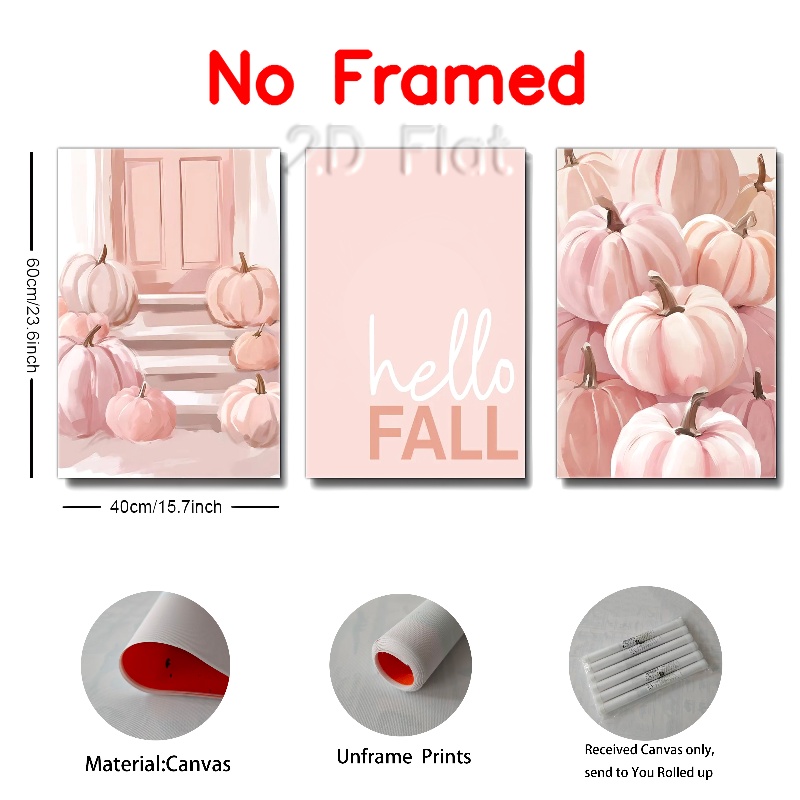 No Framed
2D Flat
60cm/23.6inch
hello
FALL
40cm/15.7inch
Material:Canvas
Unframe Prints
Received Canvas only,
send to You Rolled up